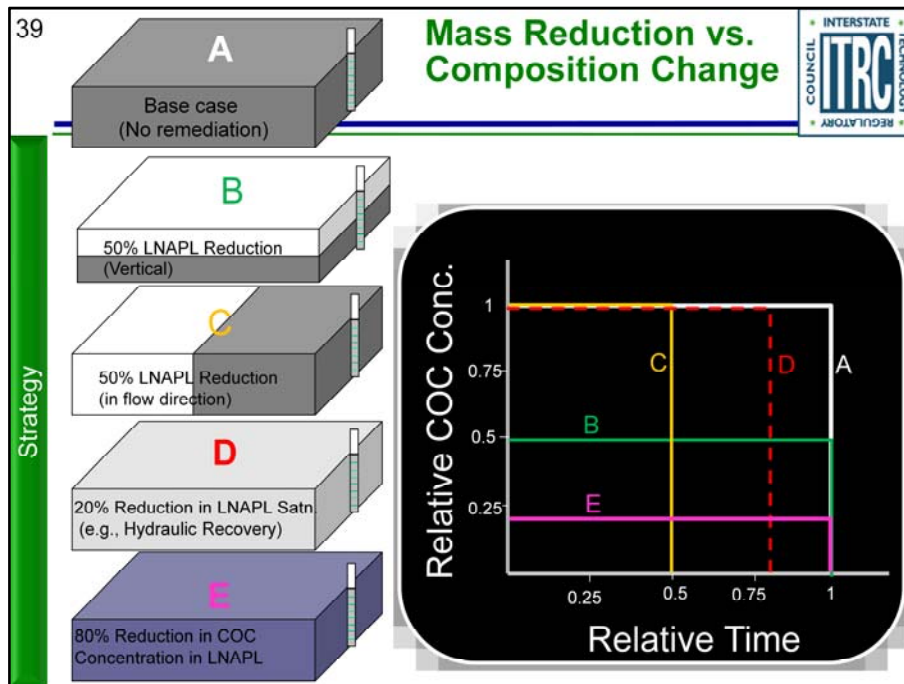 39
Mass Reduction vs.
Composition Change
INTERSTATE
COUNCIL
ITRC
TECHNOLOGY
REGULATORY
A
Base case
(No remediation)
Strategy
B
50% LNAPL Reduction
(Vertical)
C
50% LNAPL Reduction
(in flow direction)
D
20% Reduction in LNAPL Satn.
(e.g., Hydraulic Recovery)
E
80% Reduction in COC
Concentration in LNAPL
Relative COC Conc.
1
0.75
0.5
0.25
C
D
A
B
E
0.25
0.5
0.75
1
Relative Time